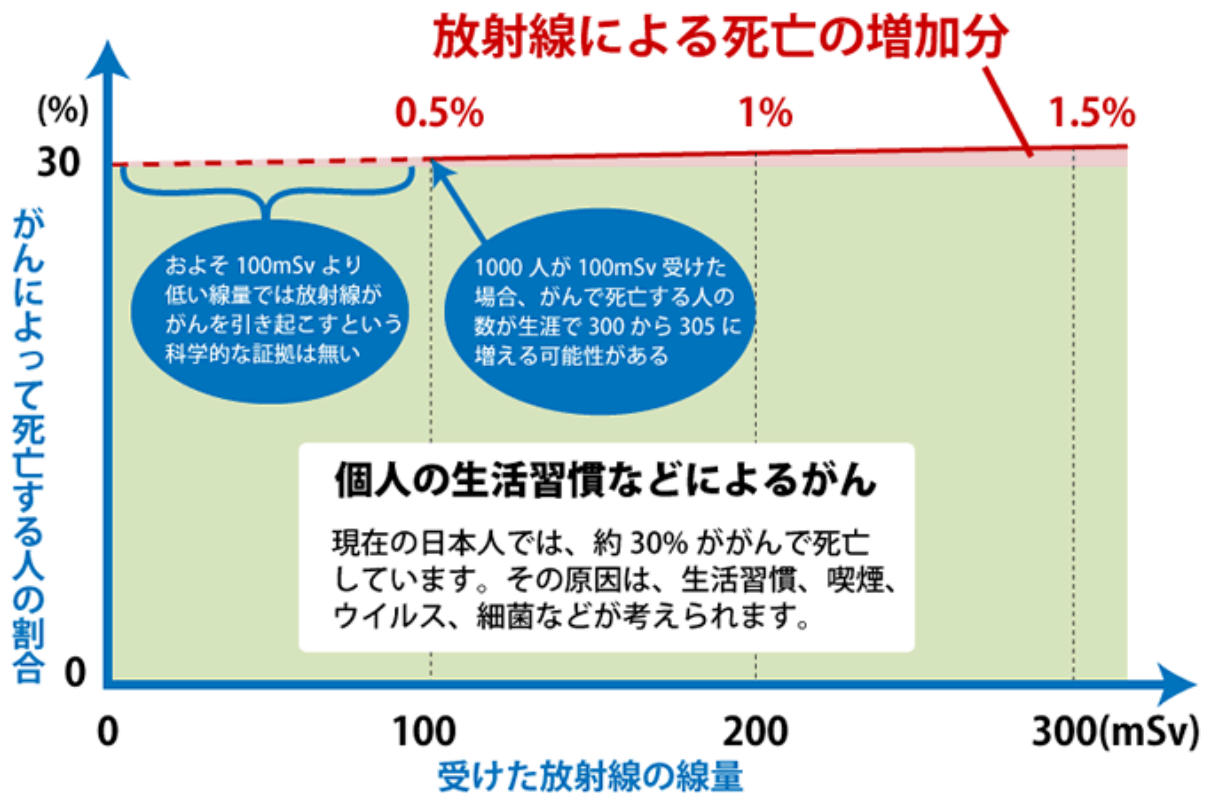 放射線による死亡の増加分
(%)
0.5%
1%
1.5%
30
がんによって死亡する人の割合
およそ 100mSv より
低い線量では放射線が
がんを引き起こすという
科学的な証拠は無い
1000 人が 100mSv 受けた
場合、がんで死亡する人の
数が生涯で 300 から 305 に
増える可能性がある
個人の生活習慣などによるがん
現在の日本人では、約 30% ががんで死亡
しています。その原因は、生活習慣、喫煙、
ウイルス、細菌などが考えられます。
0
0
100
200
300(mSv)
受けた放射線の線量